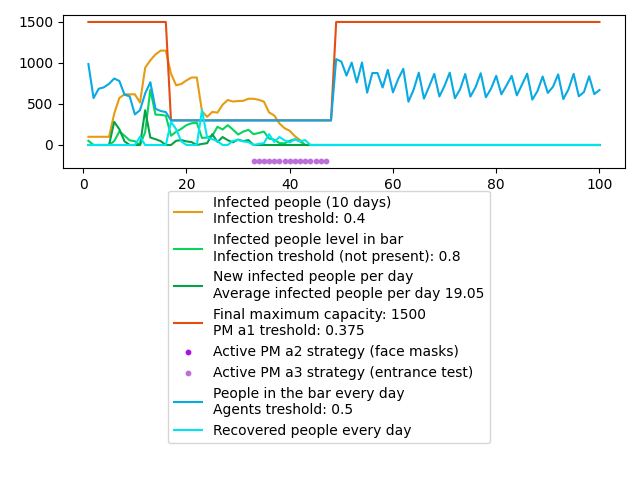 1500
1000
500
0
0 20 40 60 80 100
Infected people (10 days)
Infection treshold: 0.4
Infected people level in bar
Infection treshold (not present): 0.8
New infected people per day
Average infected people per day 19.05
Final maximum capacity: 1500
PM a1 treshold: 0.375
Active PM a2 strategy (face masks)
Active PM a3 strategy (entrance test)
People in the bar every day
Agents treshold: 0.5
Recovered people every day